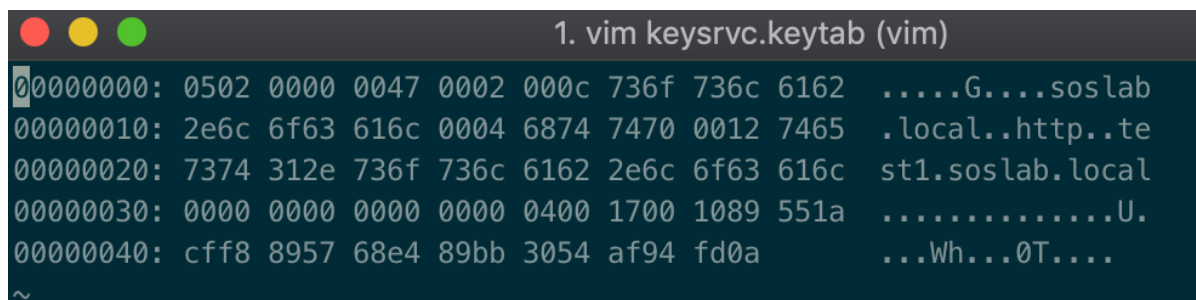 1. vim keysrvc.keytab (vim)
00000000: 0502 0000 0047 0002 000c 736f 736c 6162  .....G....soslab
00000010: 2e6c 6f63 616c 0004 6874 7470 0012 7465  .local..http..te
00000020: 7374 312e 736f 736c 6162 2e6c 6f63 616c  st1.soslab.local
00000030: 0000 0000 0000 0000 0400 1700 1089 551a  ..............U.
00000040: cff8 8957 68e4 89bb 3054 af94 fd0a       ...Wh...0T....
~